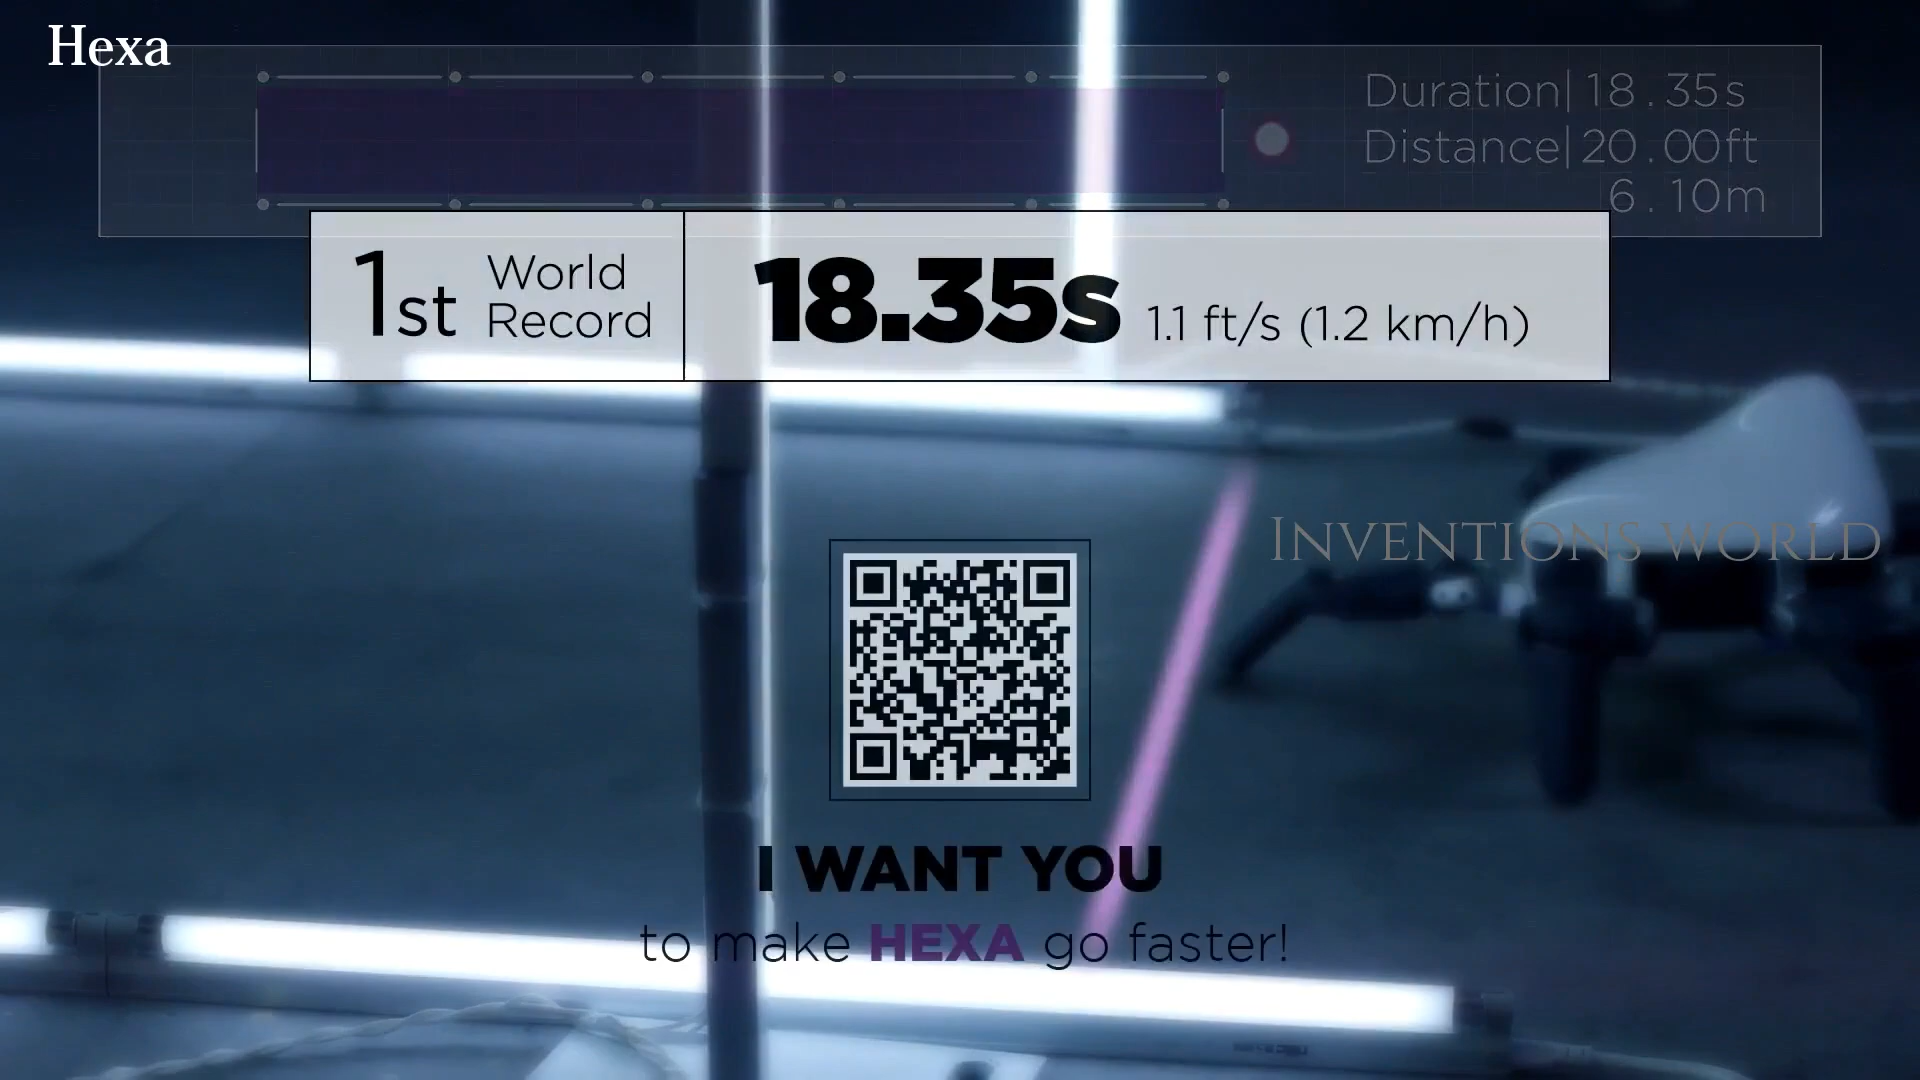 Hexa
Duration| 18.35s
Distance| 20.00ft
6.10m
1st World Record
18.35s 1.1 ft/s (1.2 km/h)
INVENTIONS WORLD
I WANT YOU
to make HEXA go faster!